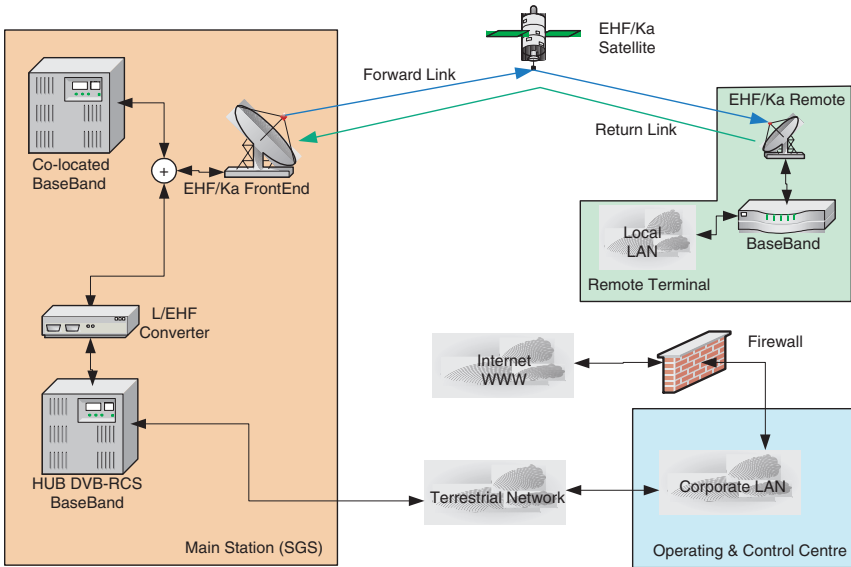 EHF/Ka
Satellite
Forward Link
EHF/Ka Remote
Return Link
Co-located
BaseBand
+
EHF/Ka FrontEnd
Local
LAN
BaseBand
Remote Terminal
L/EHF
Converter
Firewall
Internet
WWW
HUB DVB-RCS
BaseBand
Terrestrial Network
Corporate LAN
Main Station (SGS)
Operating & Control Centre